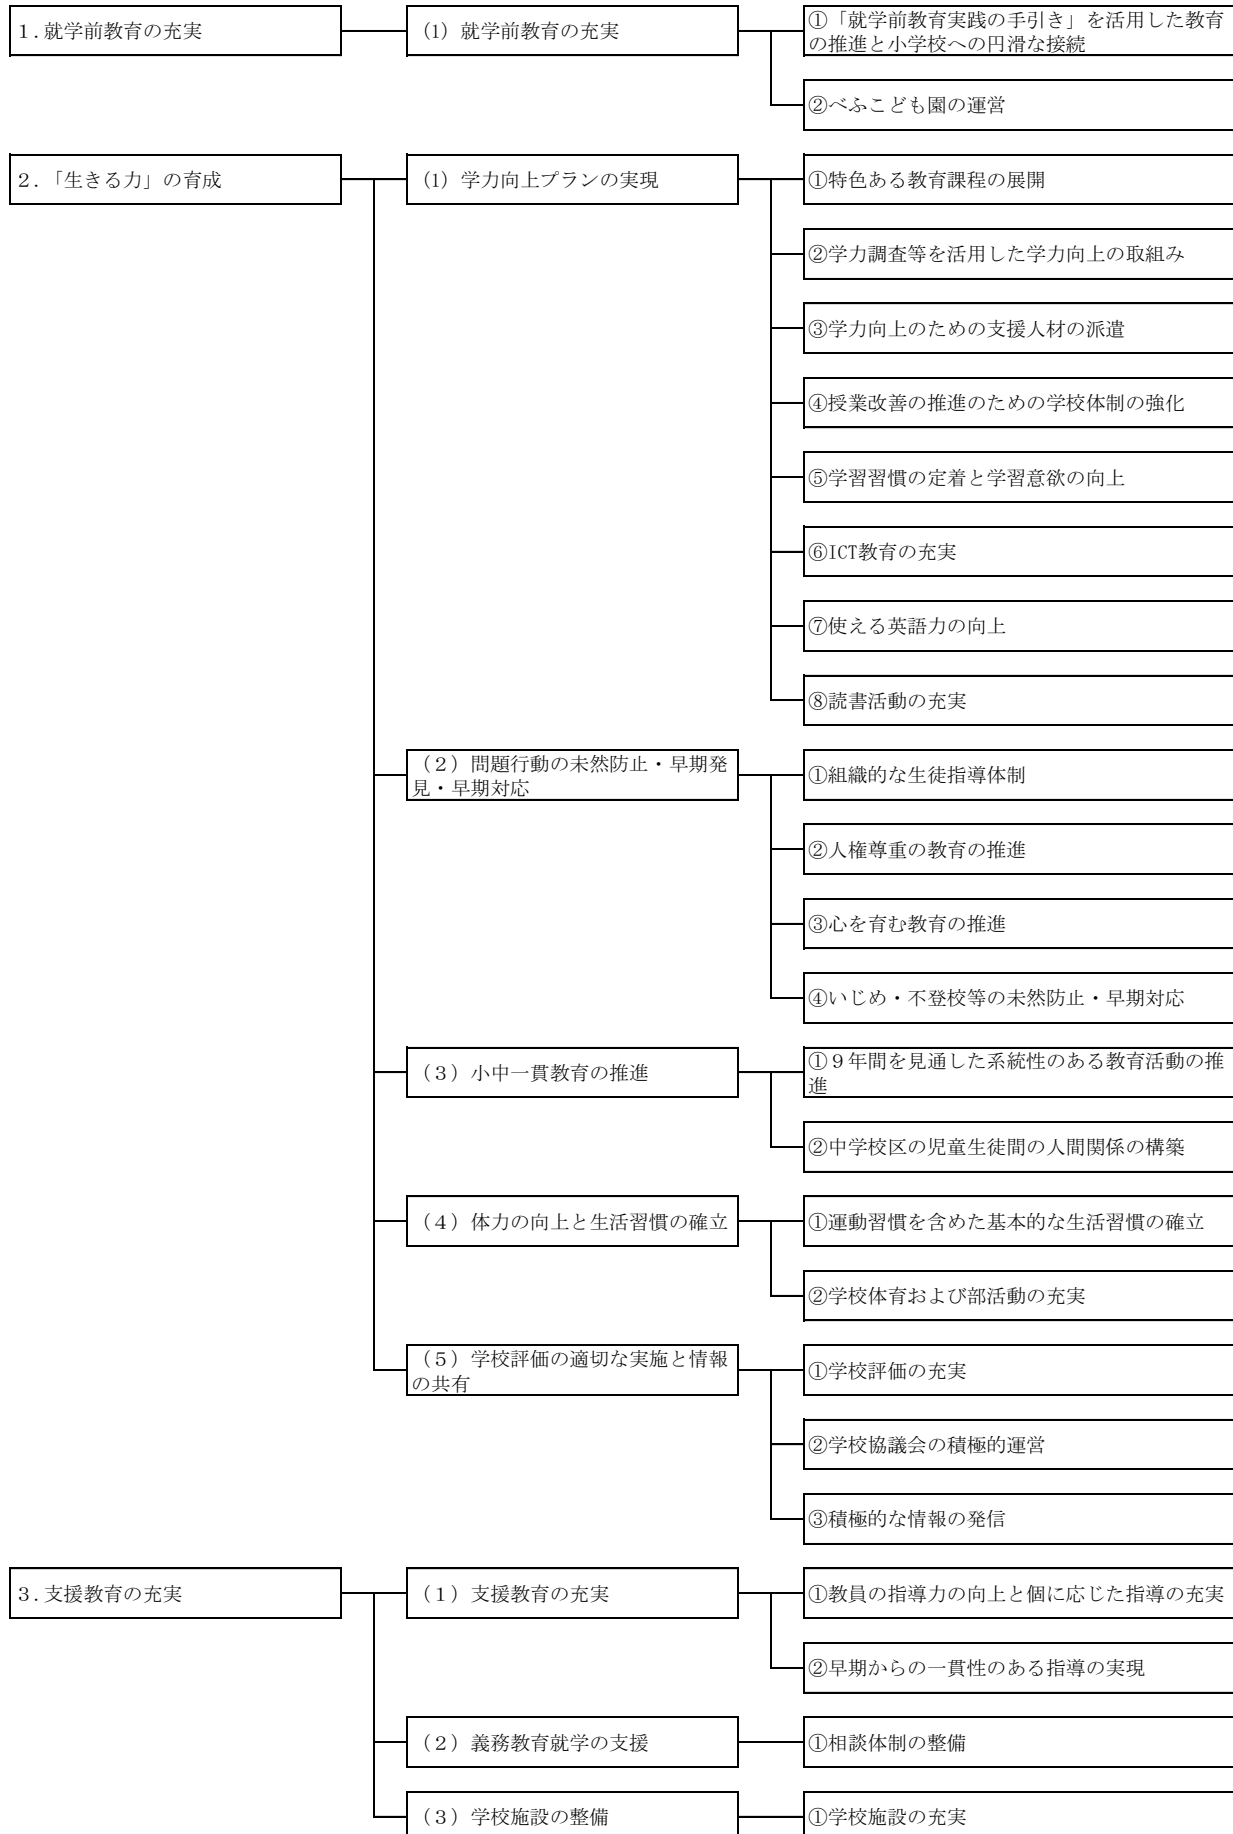 1.就学前教育の充実
(1) 就学前教育の充実
①「就学前教育実践の手引き」を活用した教育
の推進と小学校への円滑な接続
②べふこども園の運営
2.「生きる力」の育成
(1) 学力向上プランの実現
①特色ある教育課程の展開
②学力調査等を活用した学力向上の取組み
③学力向上のための支援人材の派遣
④授業改善の推進のための学校体制の強化
⑤学習習慣の定着と学習意欲の向上
⑥ICT教育の充実
⑦使える英語力の向上
⑧読書活動の充実
（２）問題行動の未然防止・早期発
見・早期対応
①組織的な生徒指導体制
②人権尊重の教育の推進
③心を育む教育の推進
④いじめ・不登校等の未然防止・早期対応
（３）小中一貫教育の推進
①９年間を見通した系統性のある教育活動の推
進
②中学校区の児童生徒間の人間関係の構築
（４）体力の向上と生活習慣の確立
①運動習慣を含めた基本的な生活習慣の確立
②学校体育および部活動の充実
（５）学校評価の適切な実施と情報
の共有
①学校評価の充実
②学校協議会の積極的運営
③積極的な情報の発信
３.支援教育の充実
（１）支援教育の充実
①教員の指導力の向上と個に応じた指導の充実
②早期からの一貫性のある指導の実現
（２）義務教育就学の支援
①相談体制の整備
（３）学校施設の整備
①学校施設の充実